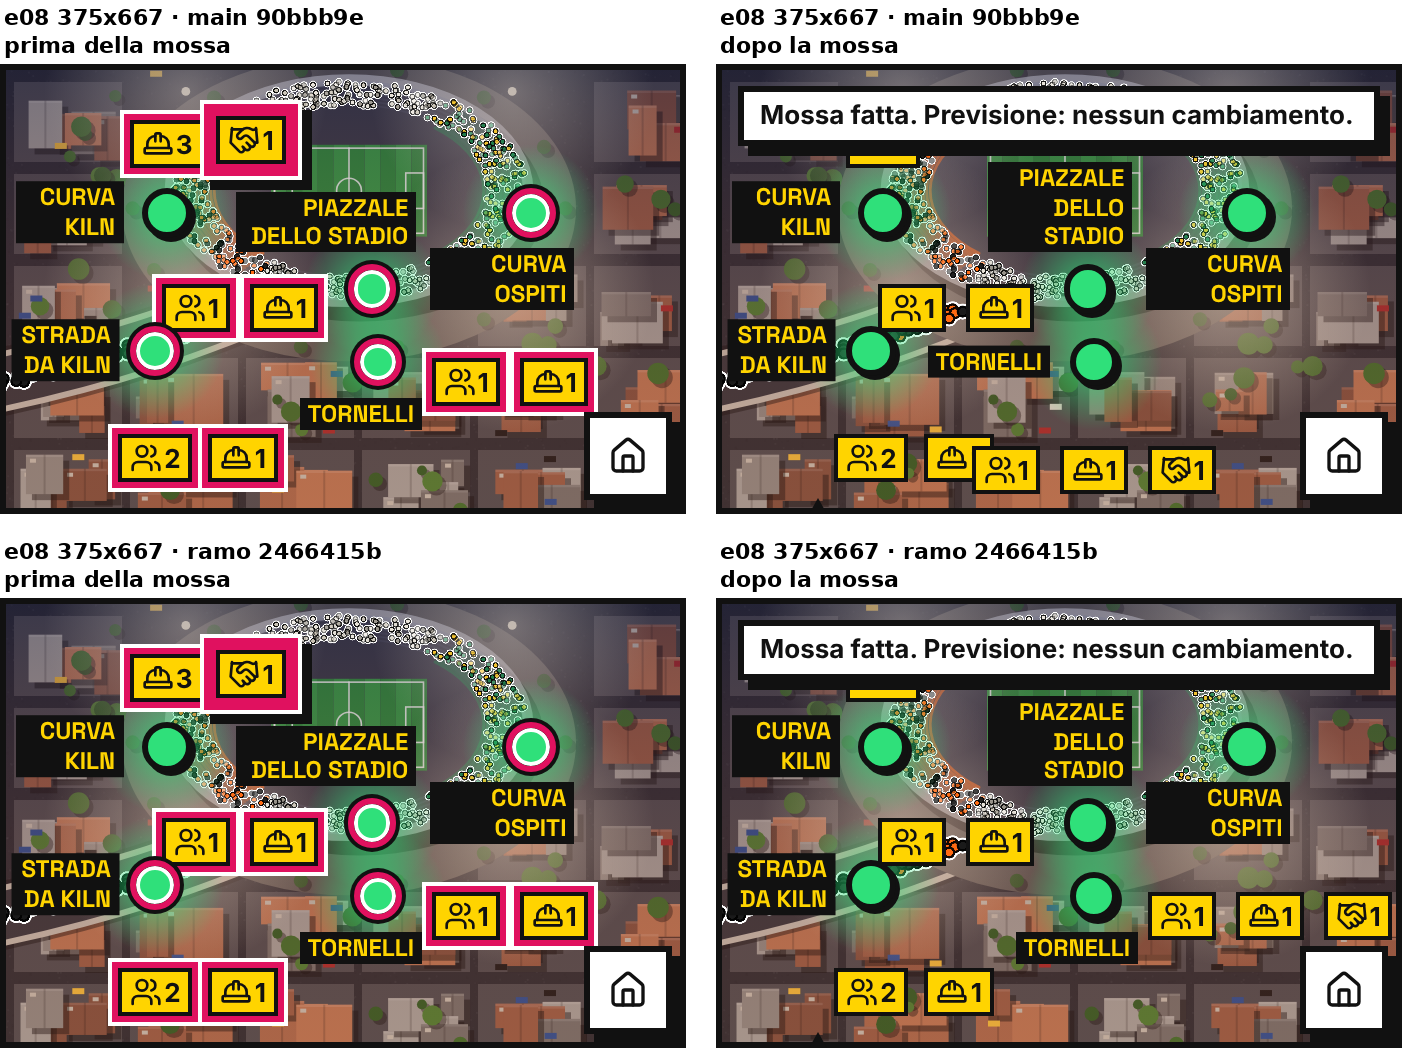 e08 375x667 · main 90bbb9e
prima della mossa
3
1
CURVA
KILN
PIAZZALE
DELLO STADIO
CURVA
OSPITI
1
1
STRADA
DA KILN
1
1
TORNELLI
2
1
e08 375x667 · main 90bbb9e
dopo la mossa
Mossa fatta. Previsione: nessun cambiamento.
CURVA
KILN
PIAZZALE
DELLO
STADIO
CURVA
OSPITI
1
1
STRADA
DA KILN
TORNELLI
2
1
1
1
e08 375x667 · ramo 2466415b
prima della mossa
3
1
CURVA
KILN
PIAZZALE
DELLO STADIO
CURVA
OSPITI
1
1
STRADA
DA KILN
1
1
TORNELLI
2
1
e08 375x667 · ramo 2466415b
dopo la mossa
Mossa fatta. Previsione: nessun cambiamento.
CURVA
KILN
PIAZZALE
DELLO
STADIO
CURVA
OSPITI
1
1
STRADA
DA KILN
1
1
1
TORNELLI
2
1